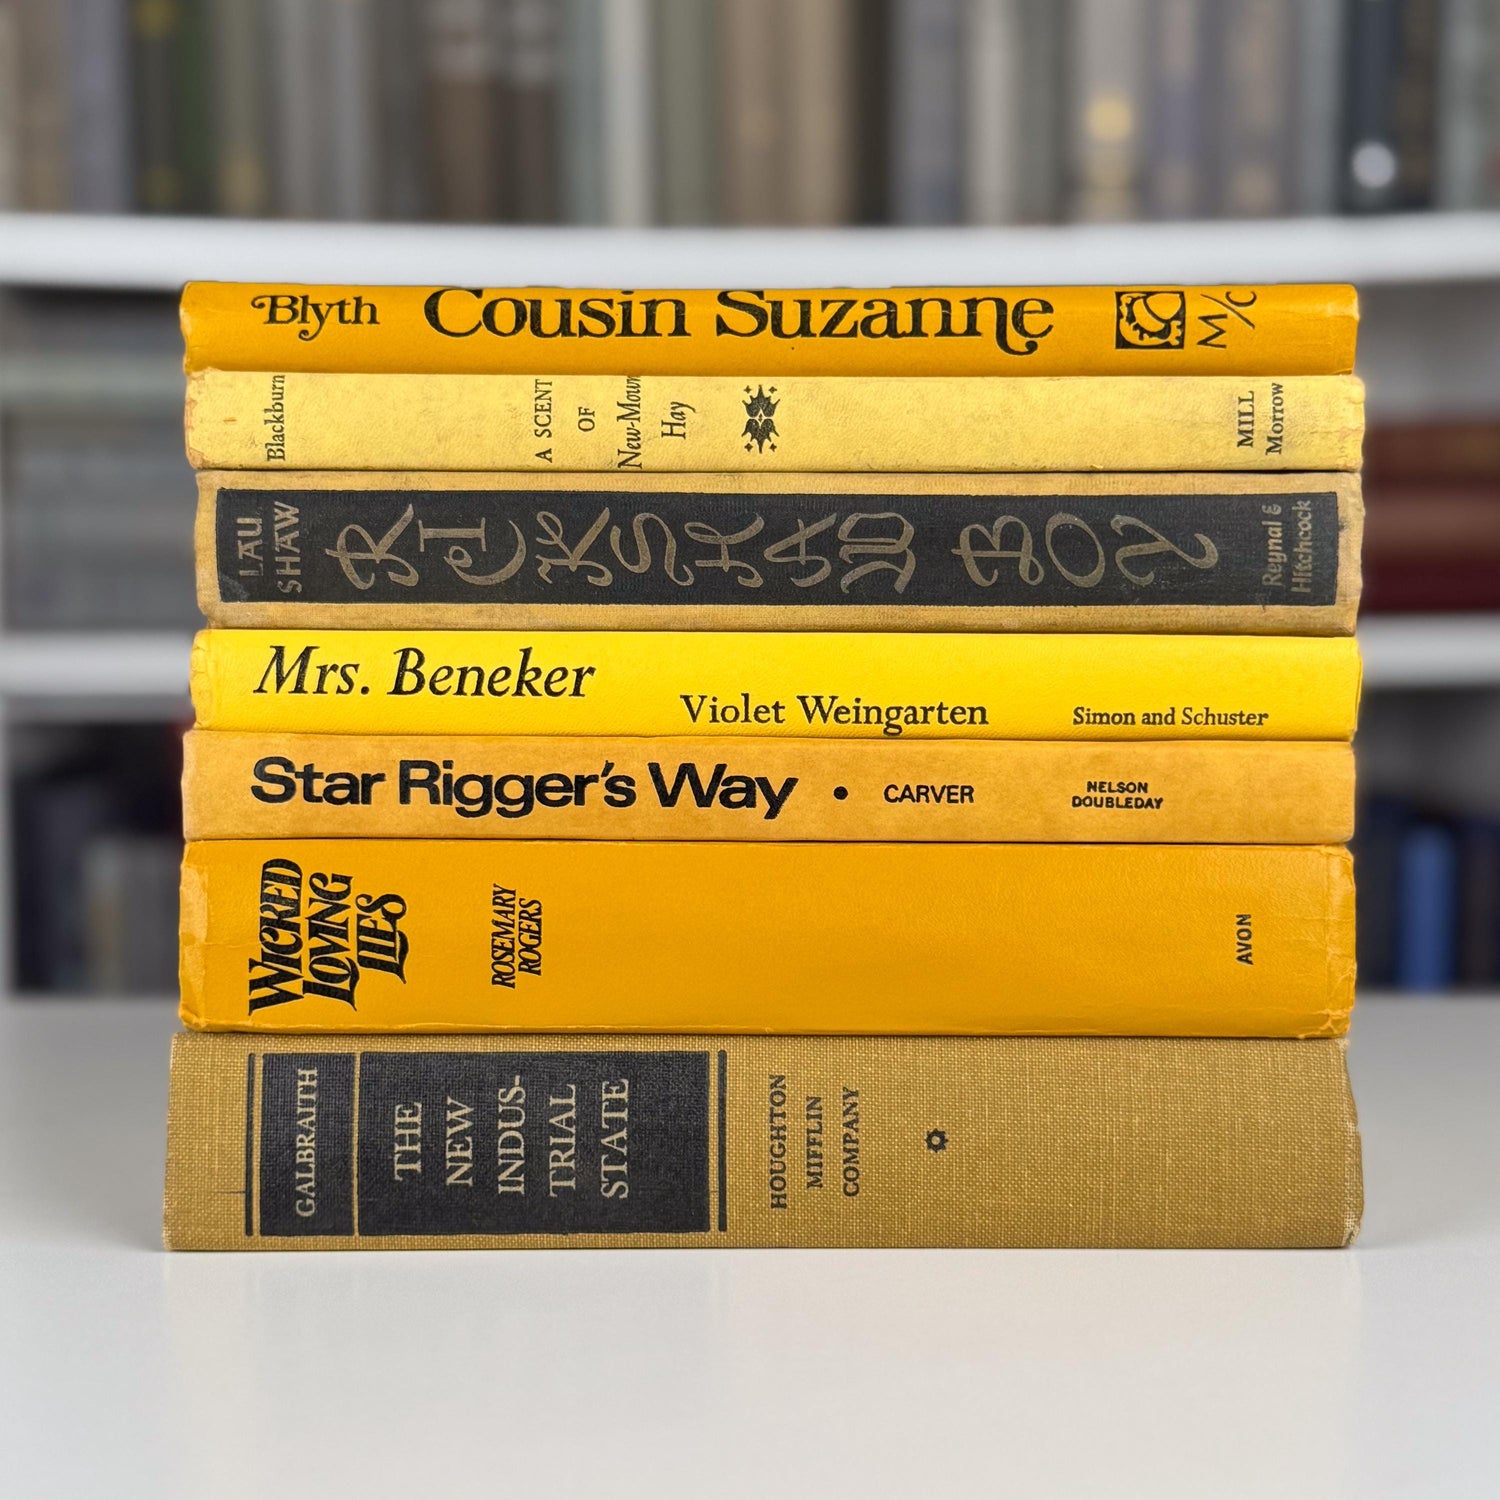 Blyth Cousin Suzanne M/C
Blackburn
A SCENT
OF
New-Mown
Hay
MILL
Morrow
LAU
SHAW
RICKSHAW BOY
Reynal &
Hitchcock
Mrs. Beneker
Violet Weingarten
Simon and Schuster
Star Rigger's Way • CARVER
NELSON
DOUBLEDAY
WICKED
LOVING
LIES
ROSEMARY
ROGERS
AVON
GALBRAITH
THE
NEW
INDUS-
TRIAL
STATE
HOUGHTON
MIFFLIN
COMPANY